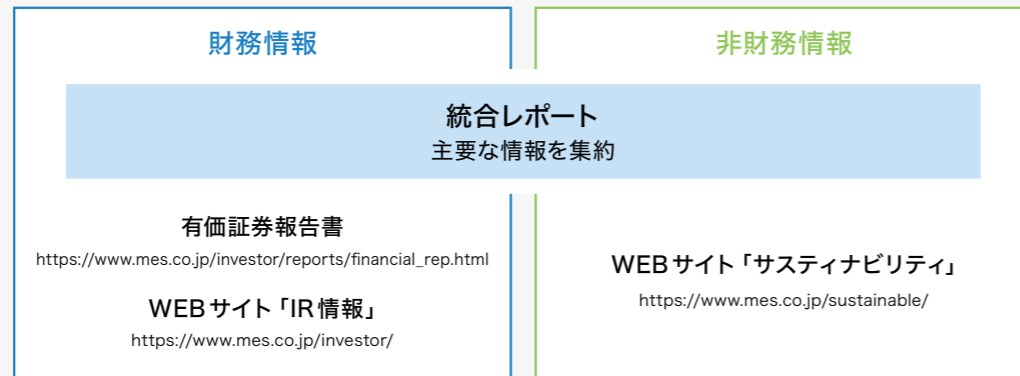 財務情報
非財務情報
統合レポート
主要な情報を集約
有価証券報告書
https://www.mes.co.jp/investor/reports/financial_rep.html
WEBサイト「IR情報」
https://www.mes.co.jp/investor/
WEBサイト「サスティナビリティ」
https://www.mes.co.jp/sustainable/